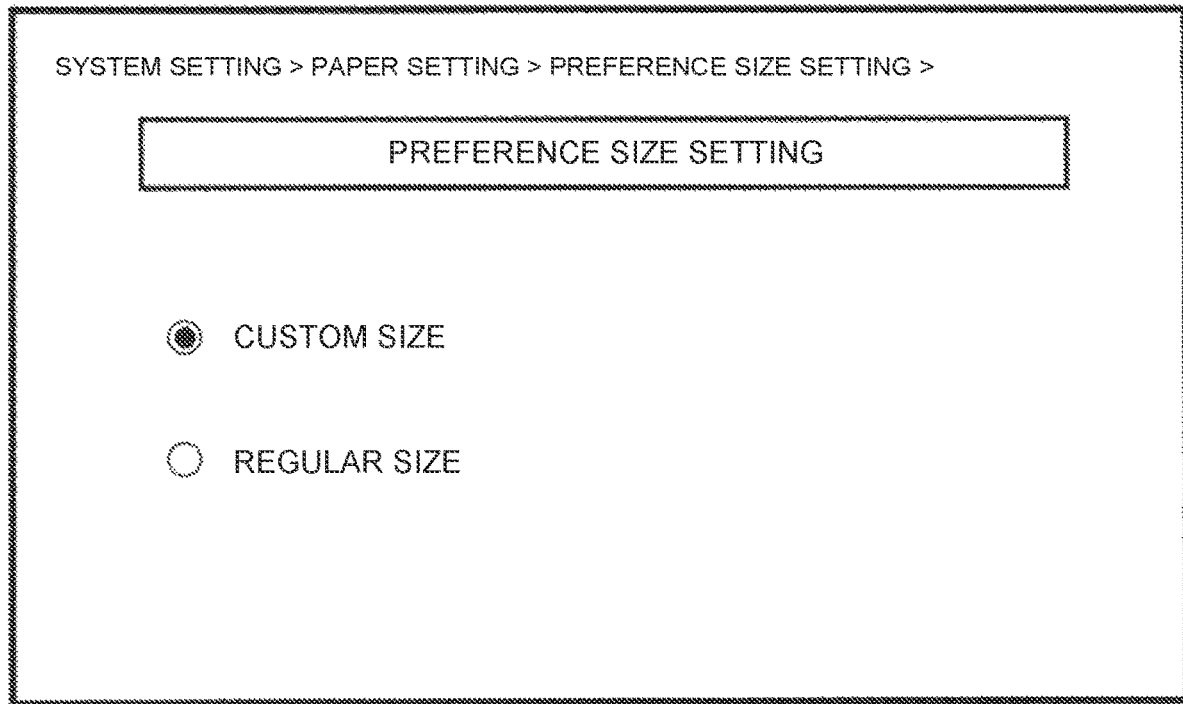 SYSTEM SETTING > PAPER SETTING > PREFERENCE SIZE SETTING >
PREFERENCE SIZE SETTING
CUSTOM SIZE
REGULAR SIZE